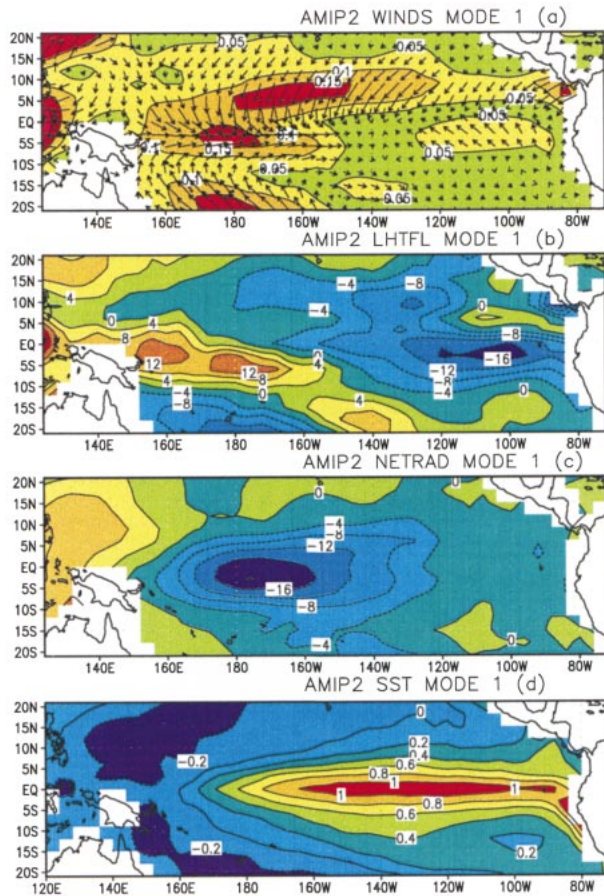 AMIP2 WINDS MODE 1 (a)
20N 0.05 0.05
15N
10N 0.1
0.15
5N 0.05 0.05
EQ
5S 0.1 0.15 0.1 0.05
10S 0.05
15S 0.1 0.05
20S
140E 160E 180 160W 140W 120W 100W 80W
AMIP2 LHTFL MODE 1 (b)
20N
15N -4 -8
10N 4 -8
5N 0 4 0
EQ 8 0 -8
5S 12 12 8 4 -16
10S 4 0 -12
-4 -8
15S -8 4 -4 0
20S
140E 160E 180 160W 140W 120W 100W 80W
AMIP2 NETRAD MODE 1 (c)
20N 0 0
15N
10N -4
5N -8
-12
EQ
5S -16
10S -8
15S
20S -4 0
140E 160E 180 160W 140W 120W 100W 80W
AMIP2 SST MODE 1 (d)
20N 0
15N
10N 0.2
5N -0.2 0.6 0.4
0.8
EQ 1 1
5S 0.8
10S 0.6
15S -0.2 0.4 0.2
20S
120E 140E 160E 180 160W 140W 120W 100W 80W